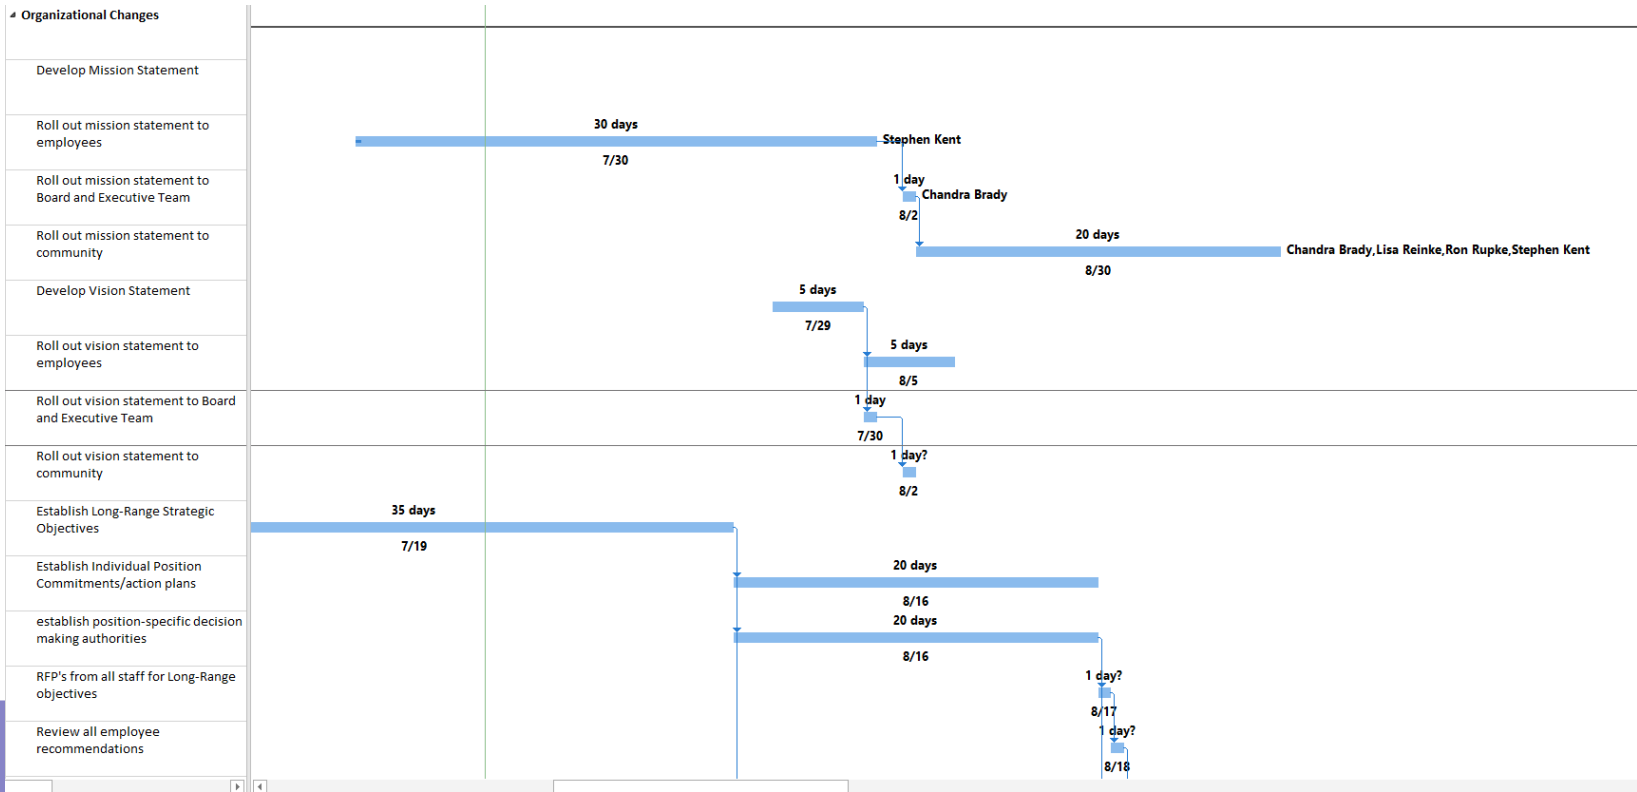 Organizational Changes
Develop Mission Statement
Roll out mission statement to
employees
30 days
Stephen Kent
7/30
Roll out mission statement to
Board and Executive Team
1 day
Chandra Brady
8/2
Roll out mission statement to
community
20 days
Chandra Brady,Lisa Reinke,Ron Rupke,Stephen Kent
8/30
Develop Vision Statement
5 days
7/29
Roll out vision statement to
employees
5 days
8/5
Roll out vision statement to Board
and Executive Team
1 day
7/30
Roll out vision statement to
community
1 day?
8/2
Establish Long-Range Strategic
Objectives
35 days
7/19
Establish Individual Position
Commitments/action plans
20 days
8/16
establish position-specific decision
making authorities
20 days
8/16
RFP's from all staff for Long-Range
objectives
1 day?
8/17
Review all employee
recommendations
1 day?
8/18